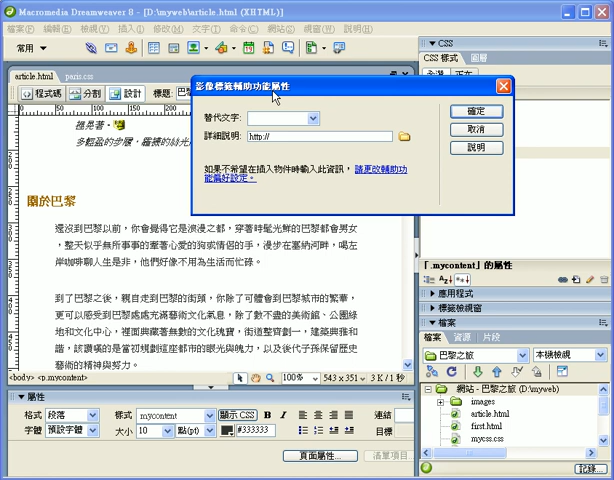 Macromedia Dreamweaver 8 - [D:\myweb\article.html (XHTML)]
檔案(F) 編輯(E) 檢視(V) 插入(I) 修改(M) 文字(T) 命令(C) 網站(S) 視窗(W) 說明(H)
常用
CSS
CSS 樣式 圖層
全部 正在
article.html paris.css
程式碼 分割 設計 標題: 巴
影像標籤輔助功能屬性
替代文字:
詳細說明: http://
如果不希望在插入物件時輸入此資訊，請更改輔助功能偏好設定。
確定
取消
說明
50 100 150
關於巴黎
還沒到巴黎以前，你會覺得它是浪漫之都，穿著時髦光鮮的巴黎都會男女
，整天似乎無所事事的牽著心愛的狗或情侶的手，漫步在塞納河畔，喝左
岸咖啡聊人生是非，他們好像不用為生活而忙碌。
到了巴黎之後，親自走到巴黎的街頭，你除了可體會到巴黎城市的繁華，
更可以感受到巴黎處處充滿藝術文化氣息，除了數不盡的美術館、公園綠
地和文化中心，裡面典藏著無數的文化瑰寶，街道整齊劃一，建築典雅和
諧，該讚嘆的是當初規劃這座都市的眼光與魄力，以及後代子孫保留歷史
藝術的精神與努力。
<body> <p.mycontent>
100% 543 x 351 3 K / 1 秒
屬性
格式 段落 樣式 mycontent 顯示 CSS B I 連結
字體 預設字體 大小 10 點(pt) #333333 目標
頁面屬性... 清單項目...
「.mycontent」的屬性
應用程式
標籤檢視窗
檔案
檔案 資源 片段
巴黎之旅 本機檢視
網站 - 巴黎之旅 (D:\myweb)
images
article.html
first.html
mycss.css
記錄...